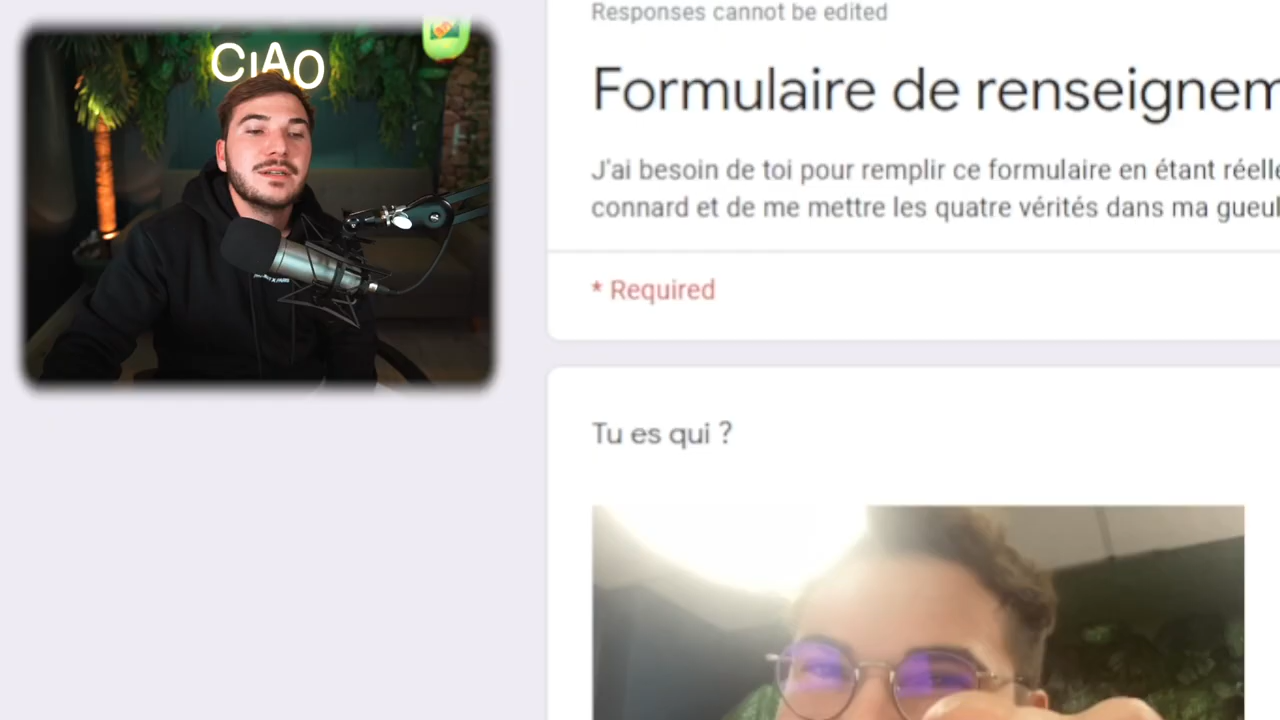 CIAO
Responses cannot be edited
Formulaire de renseignem
J'ai besoin de toi pour remplir ce formulaire en étant réelle
connard et de me mettre les quatre vérités dans ma gueul
* Required
Tu es qui ?